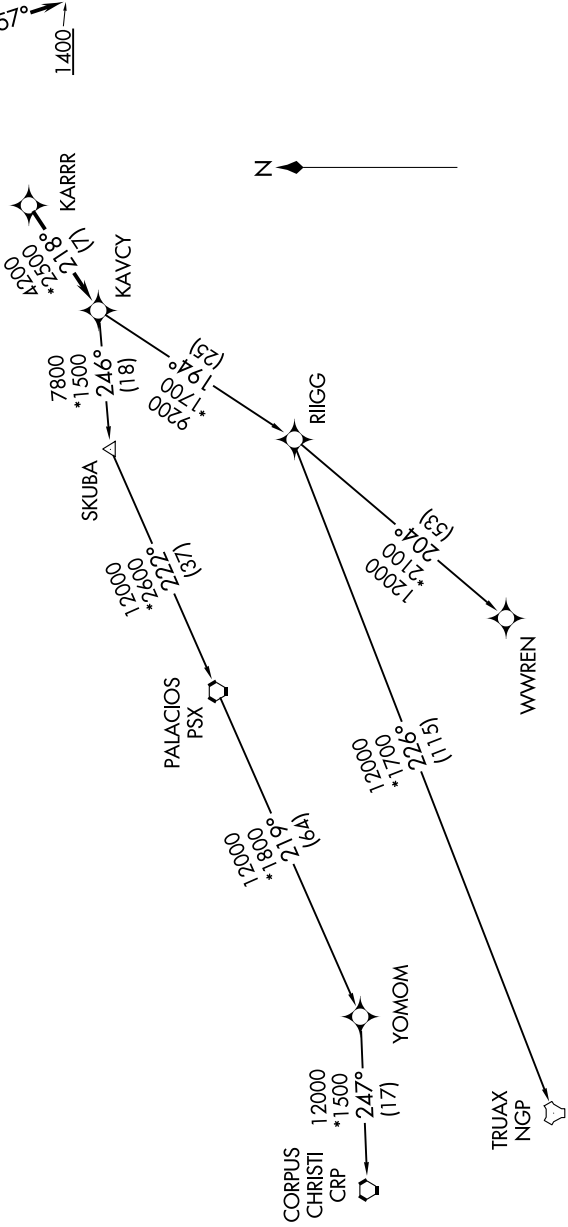 57°
1400
N
KARRR
4200
*2500
218°
(7)
KAVCY
7800
*1500
246°
(18)
9200
*1700
194°
(25)
SKUBA
RIIGG
12000
*2600
222°
(37)
12000
*2100
204°
(53)
WWREN
PALACIOS
PSX
12000
*1700
226°
(115)
12000
*1800
219°
(64)
YOMOM
12000
*1500
247°
(17)
CORPUS
CHRISTI
CRP
TRUAX
NGP